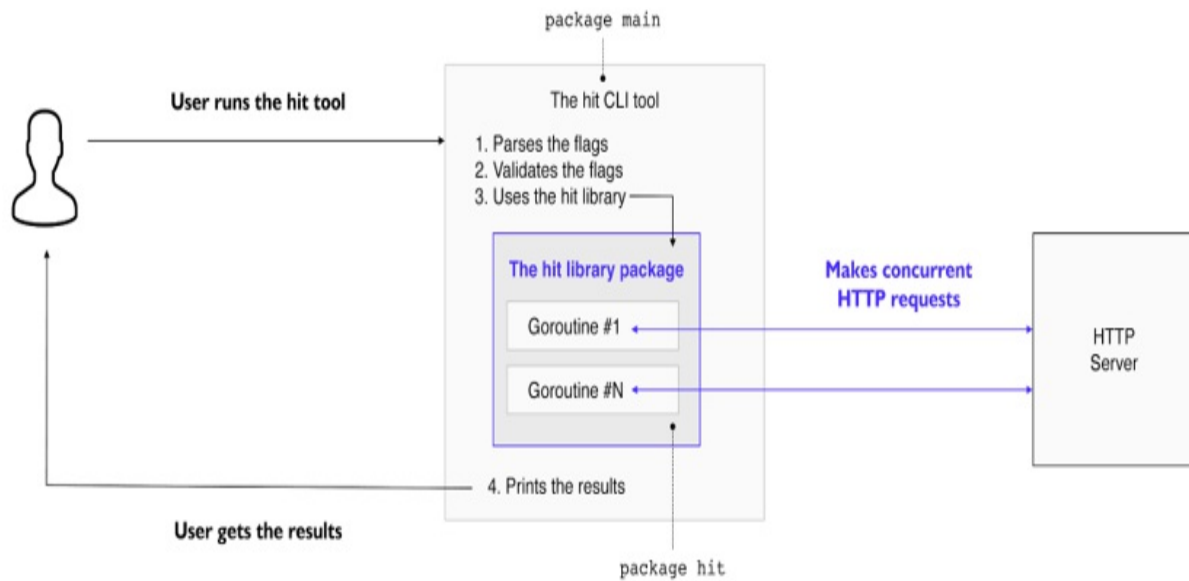 package main
User runs the hit tool
The hit CLI tool
1. Parses the flags
2. Validates the flags
3. Uses the hit library
The hit library package
Goroutine #1
Goroutine #N
Makes concurrent
HTTP requests
HTTP
Server
4. Prints the results
User gets the results
package hit